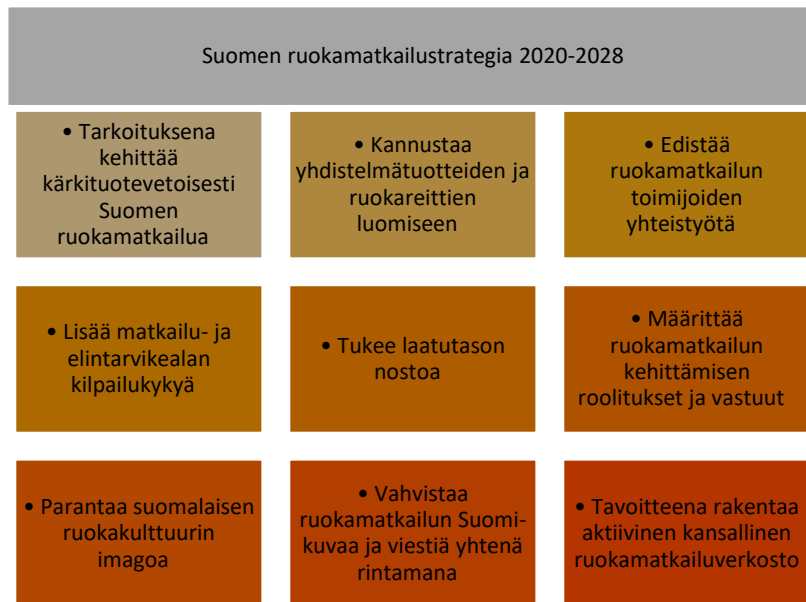 Suomen ruokamatkailustrategia 2020-2028
• Tarkoituksena
kehittää
kärkituotevetoisesti
Suomen
ruokamatkailua
• Kannustaa
yhdistelmätuotteiden ja
ruokareittien
luomiseen
• Edistää
ruokamatkailun
toimijoiden
yhteistyötä
• Lisää matkailu- ja
elintarvikealan
kilpailukykyä
• Tukee laatutason
nostoa
• Määrittää
ruokamatkailun
kehittämisen
roolitukset ja vastuut
• Parantaa suomalaisen
ruokakulttuurin
imagoa
• Vahvistaa
ruokamatkailun Suomi-
kuvaa ja viestiä yhtenä
rintamana
• Tavoitteena rakentaa
aktiivinen kansallinen
ruokamatkailuverkosto